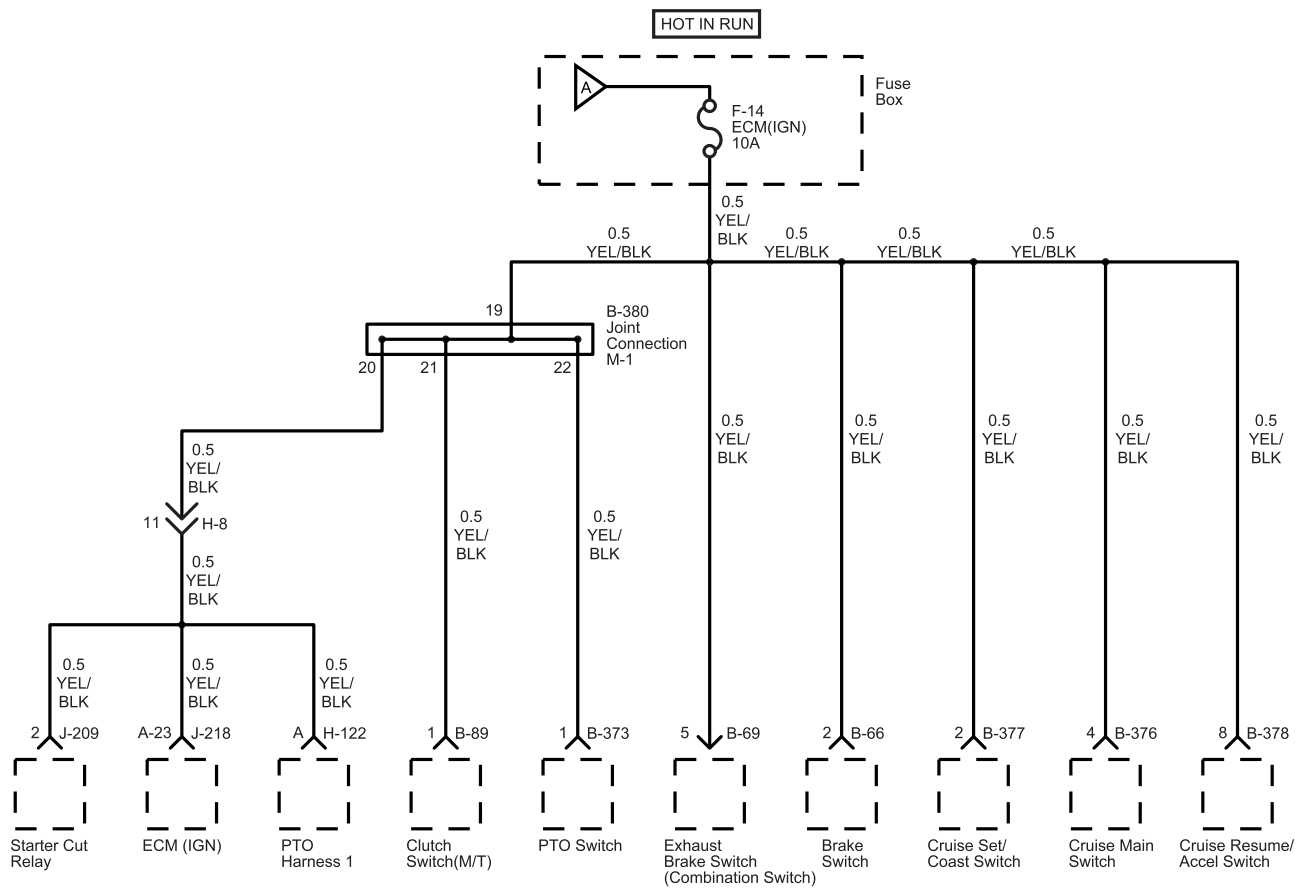 HOT IN RUN
A
Fuse
Box
F-14
ECM(IGN)
10A
0.5
YEL/
BLK
0.5
YEL/BLK
0.5
YEL/BLK
0.5
YEL/BLK
0.5
YEL/BLK
19
B-380
Joint
Connection
M-1
20
21
22
0.5
YEL/
BLK
0.5
YEL/
BLK
0.5
YEL/
BLK
0.5
YEL/
BLK
0.5
YEL/
BLK
0.5
YEL/
BLK
11
H-8
0.5
YEL/
BLK
0.5
YEL/
BLK
0.5
YEL/
BLK
0.5
YEL/
BLK
0.5
YEL/
BLK
0.5
YEL/
BLK
2 J-209
A-23 J-218
A H-122
1 B-89
1 B-373
5 B-69
2 B-66
2 B-377
4 B-376
8 B-378
Starter Cut
Relay
ECM (IGN)
PTO
Harness 1
Clutch
Switch(M/T)
PTO Switch
Exhaust
Brake Switch
(Combination Switch)
Brake
Switch
Cruise Set/
Coast Switch
Cruise Main
Switch
Cruise Resume/
Accel Switch